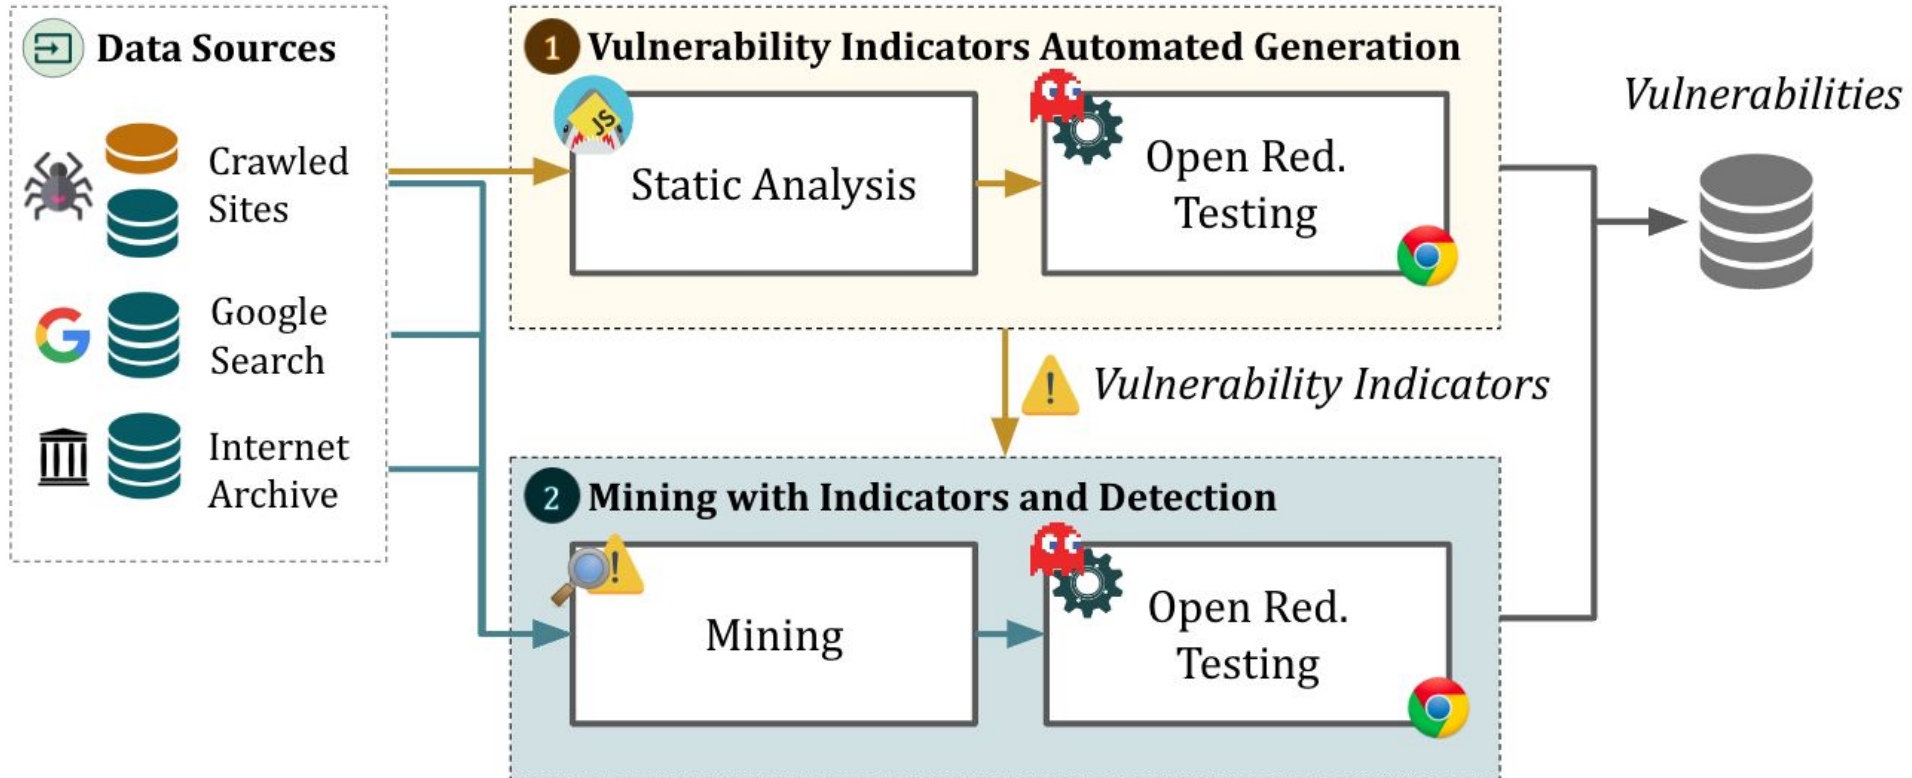 Data Sources
Crawled
Sites
Google
Search
Internet
Archive
1 Vulnerability Indicators Automated Generation
JS
Static Analysis
Open Red.
Testing
! Vulnerability Indicators
2 Mining with Indicators and Detection
!
Mining
Open Red.
Testing
Vulnerabilities